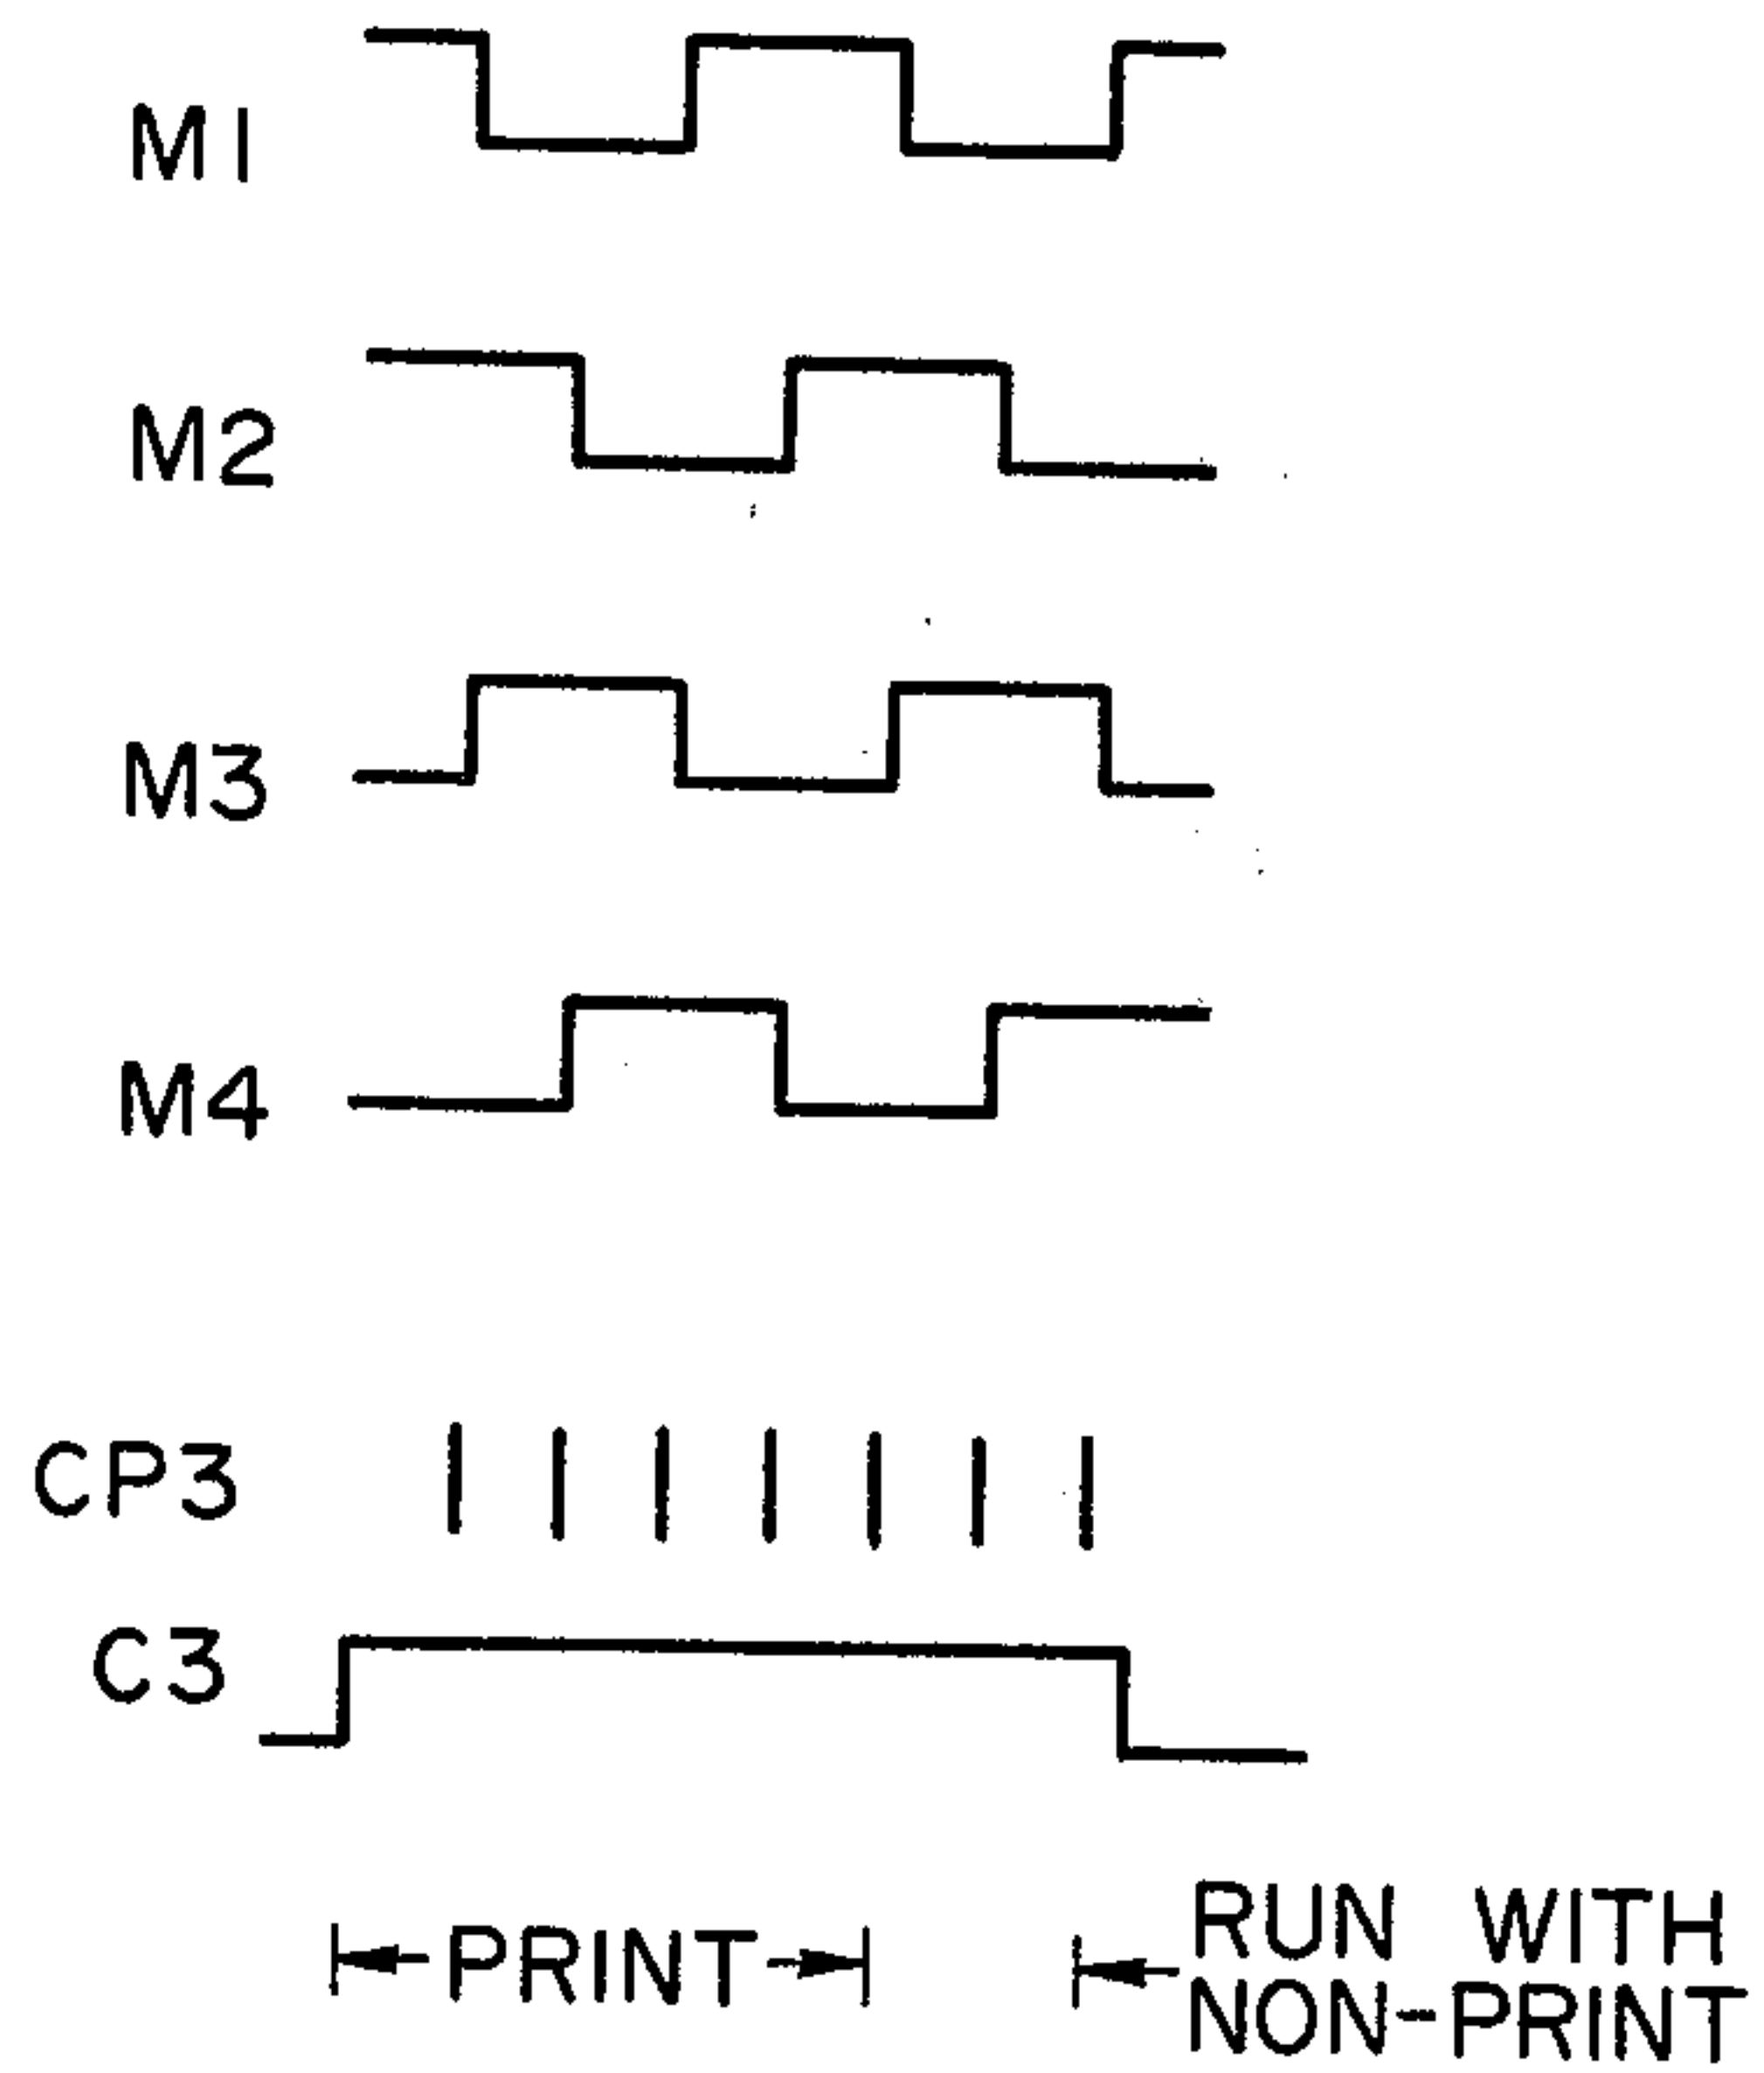 M1
M2
M3
M4
CP3
C3
PRINT
RUN WITH
NON-PRINT